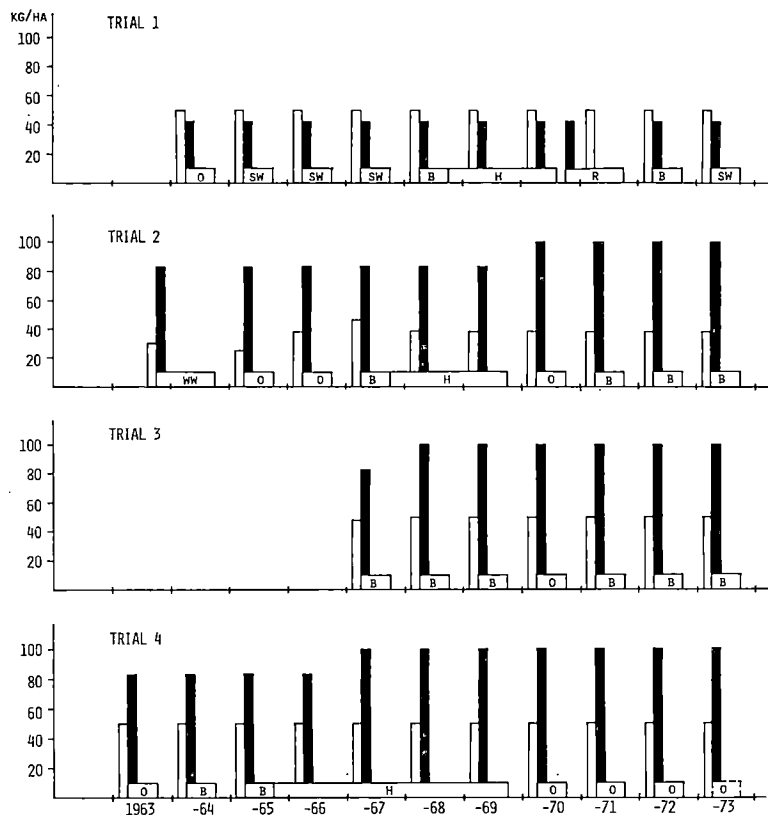 KG/HA TRIAL 1
100
80
60
40
20
O SW SW SW B H R B SW
TRIAL 2
100
80
60
40
20
WW O O B H O B B B
TRIAL 3
100
80
60
40
20
B B B O B B B
TRIAL 4
100
80
60
40
20
O B B H O O O O
1963 -64 -65 -66 -67 -68 -69 -70 -71 -72 -73